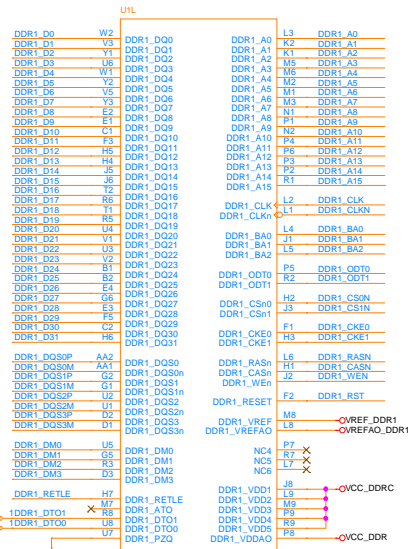 U1L
DDR1_D0 W2 DDR1_DQ0 DDR1_A0 L3 DDR1_A0
DDR1_D1 V3 DDR1_DQ1 DDR1_A1 K2 DDR1_A1
DDR1_D2 Y1 DDR1_DQ2 DDR1_A2 K1 DDR1_A2
DDR1_D3 U6 DDR1_DQ3 DDR1_A3 M5 DDR1_A3
DDR1_D4 W1 DDR1_DQ4 DDR1_A4 M6 DDR1_A4
DDR1_D5 Y2 DDR1_DQ5 DDR1_A5 M2 DDR1_A5
DDR1_D6 V5 DDR1_DQ6 DDR1_A6 M1 DDR1_A6
DDR1_D7 Y3 DDR1_DQ7 DDR1_A7 M3 DDR1_A7
DDR1_D8 E2 DDR1_DQ8 DDR1_A8 N1 DDR1_A8
DDR1_D9 E1 DDR1_DQ9 DDR1_A9 P1 DDR1_A9
DDR1_D10 C1 DDR1_DQ10 DDR1_A10 N2 DDR1_A10
DDR1_D11 F3 DDR1_DQ11 DDR1_A11 P4 DDR1_A11
DDR1_D12 H5 DDR1_DQ12 DDR1_A12 P6 DDR1_A12
DDR1_D13 H4 DDR1_DQ13 DDR1_A13 P3 DDR1_A13
DDR1_D14 J5 DDR1_DQ14 DDR1_A14 P2 DDR1_A14
DDR1_D15 J6 DDR1_DQ15 DDR1_A15 R1 DDR1_A15
DDR1_D16 T2 DDR1_DQ16
DDR1_D17 R6 DDR1_DQ17 DDR1_CLK L2 DDR1_CLK
DDR1_D18 T1 DDR1_DQ18 DDR1_CLKn L1 DDR1_CLKN
DDR1_D19 R5 DDR1_DQ19
DDR1_D20 U4 DDR1_DQ20 DDR1_BA0 L4 DDR1_BA0
DDR1_D21 V1 DDR1_DQ21 DDR1_BA1 J1 DDR1_BA1
DDR1_D22 U3 DDR1_DQ22 DDR1_BA2 L5 DDR1_BA2
DDR1_D23 V2 DDR1_DQ23
DDR1_D24 B1 DDR1_DQ24 DDR1_ODT0 P5 DDR1_ODT0
DDR1_D25 B2 DDR1_DQ25 DDR1_ODT1 R2 DDR1_ODT1
DDR1_D26 E4 DDR1_DQ26
DDR1_D27 G6 DDR1_DQ27 DDR1_CSn0 H2 DDR1_CS0N
DDR1_D28 E3 DDR1_DQ28 DDR1_CSn1 J3 DDR1_CS1N
DDR1_D29 F5 DDR1_DQ29
DDR1_D30 C2 DDR1_DQ30 DDR1_CKE0 F1 DDR1_CKE0
DDR1_D31 H6 DDR1_DQ31 DDR1_CKE1 H3 DDR1_CKE1
DDR1_DQS0P AA2 DDR1_DQS0 DDR1_RASn L6 DDR1_RASN
DDR1_DQS0M AA1 DDR1_DQS0n DDR1_CASn H1 DDR1_CASN
DDR1_DQS1P G2 DDR1_DQS1 DDR1_WEn J2 DDR1_WEN
DDR1_DQS1M G1 DDR1_DQS1n
DDR1_DQS2P U2 DDR1_DQS2 DDR1_RESET F2 DDR1_RST
DDR1_DQS2M U1 DDR1_DQS2n
DDR1_DQS3P D2 DDR1_DQS3 DDR1_VREF M8 VREF_DDR1
DDR1_DQS3M D1 DDR1_DQS3n DDR1_VREFAO L8 VREFAO_DDR1
DDR1_DM0 U5 DDR1_DM0 NC4 P7
DDR1_DM1 G5 DDR1_DM1 NC5 R7
DDR1_DM2 R3 DDR1_DM2 NC6 L7
DDR1_DM3 D3 DDR1_DM3
DDR1_RETLE H7 DDR1_RETLE DDR1_VDD1 J8 VCC_DDRC
M7 DDR1_ATO DDR1_VDD2 L9
1DDR1_DTO1 R8 DDR1_DTO1 DDR1_VDD3 M9
1DDR1_DTO0 U8 DDR1_DTO0 DDR1_VDD4 P9
U7 DDR1_PZQ DDR1_VDD5 R9
DDR1_VDDAO P8 VCC_DDR